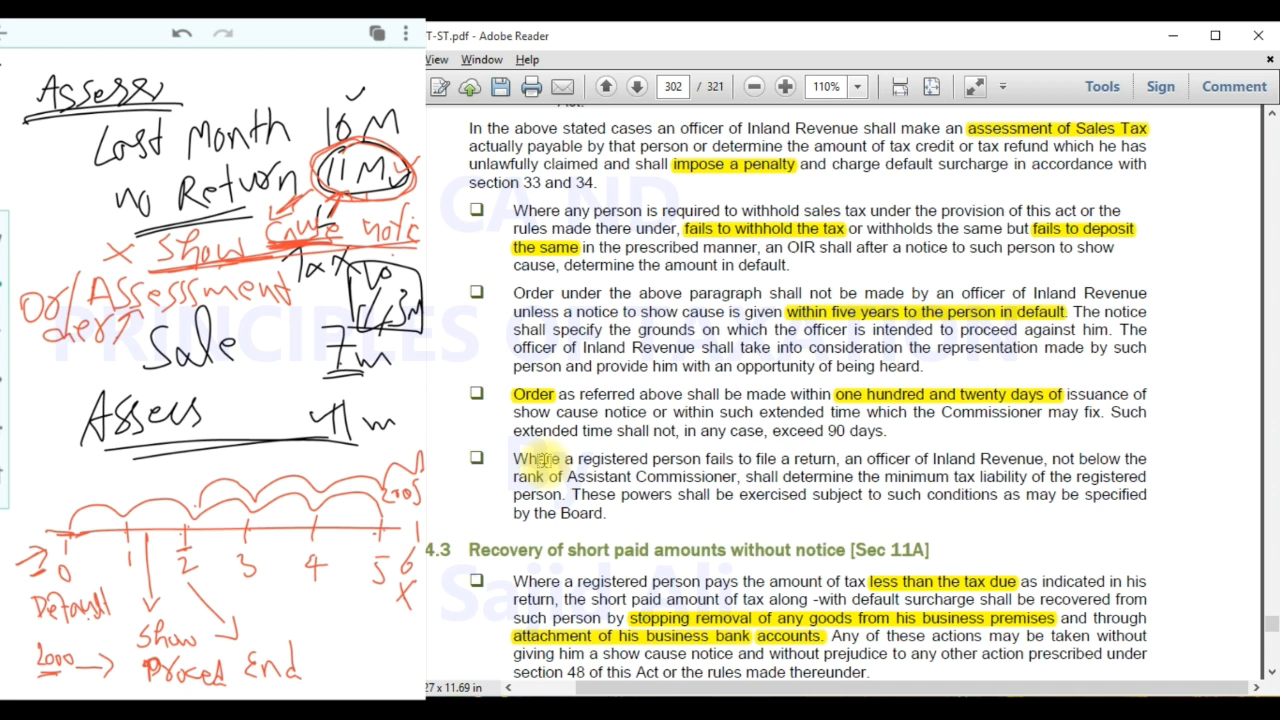 Assess
Last Month 10 M
no Return 11 M
x Show cause notic
Or/ Assessment
Sale 7m
Assess 11m
0 1 2 3 4 5 6
Default
Show End
2000
T-ST.pdf - Adobe Reader
View Window Help
302 / 321 110% Tools Sign Comment
Act.
In the above stated cases an officer of Inland Revenue shall make an assessment of Sales Tax
actually payable by that person or determine the amount of tax credit or tax refund which he has
unlawfully claimed and shall impose a penalty and charge default surcharge in accordance with
section 33 and 34.
Where any person is required to withhold sales tax under the provision of this act or the
rules made there under, fails to withhold the tax or withholds the same but fails to deposit
the same in the prescribed manner, an OIR shall after a notice to such person to show
cause, determine the amount in default.
Order under the above paragraph shall not be made by an officer of Inland Revenue
unless a notice to show cause is given within five years to the person in default. The notice
shall specify the grounds on which the officer is intended to proceed against him. The
officer of Inland Revenue shall take into consideration the representation made by such
person and provide him with an opportunity of being heard.
Order as referred above shall be made within one hundred and twenty days of issuance of
show cause notice or within such extended time which the Commissioner may fix. Such
extended time shall not, in any case, exceed 90 days.
Where a registered person fails to file a return, an officer of Inland Revenue, not below the
rank of Assistant Commissioner, shall determine the minimum tax liability of the registered
person. These powers shall be exercised subject to such conditions as may be specified
by the Board.
4.3 Recovery of short paid amounts without notice [Sec 11A]
Where a registered person pays the amount of tax less than the tax due as indicated in his
return, the short paid amount of tax along -with default surcharge shall be recovered from
such person by stopping removal of any goods from his business premises and through
attachment of his business bank accounts. Any of these actions may be taken without
giving him a show cause notice and without prejudice to any other action prescribed under
section 48 of this Act or the rules made thereunder.
27 x 11.69 in
CA ND
PRINCIPLES OF TAXATION
By
Sajid Ali